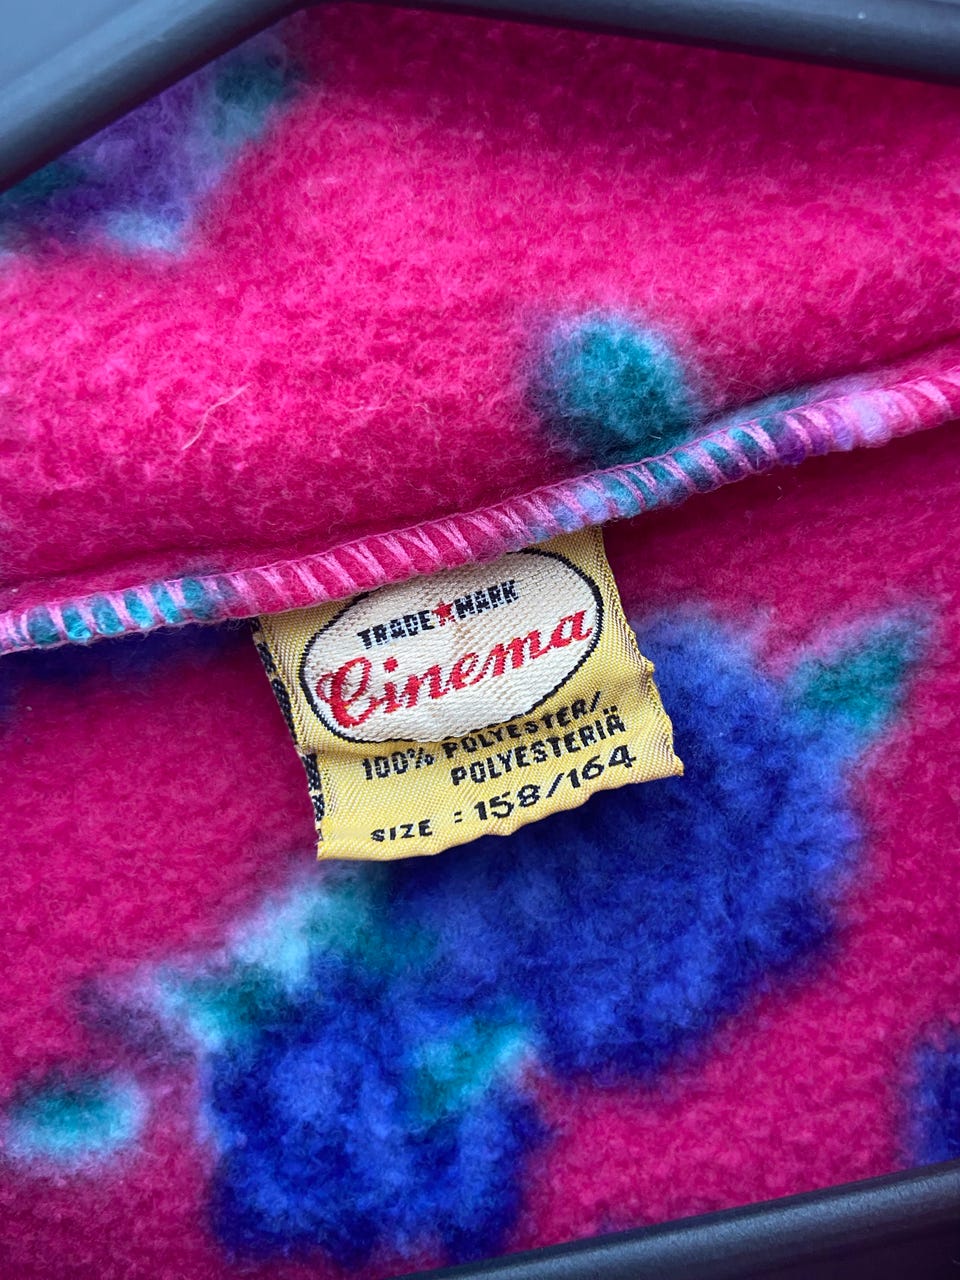 TRADE★MARK
Cinema
100% POLYESTER/
POLYESTERIÄ
SIZE : 158/164